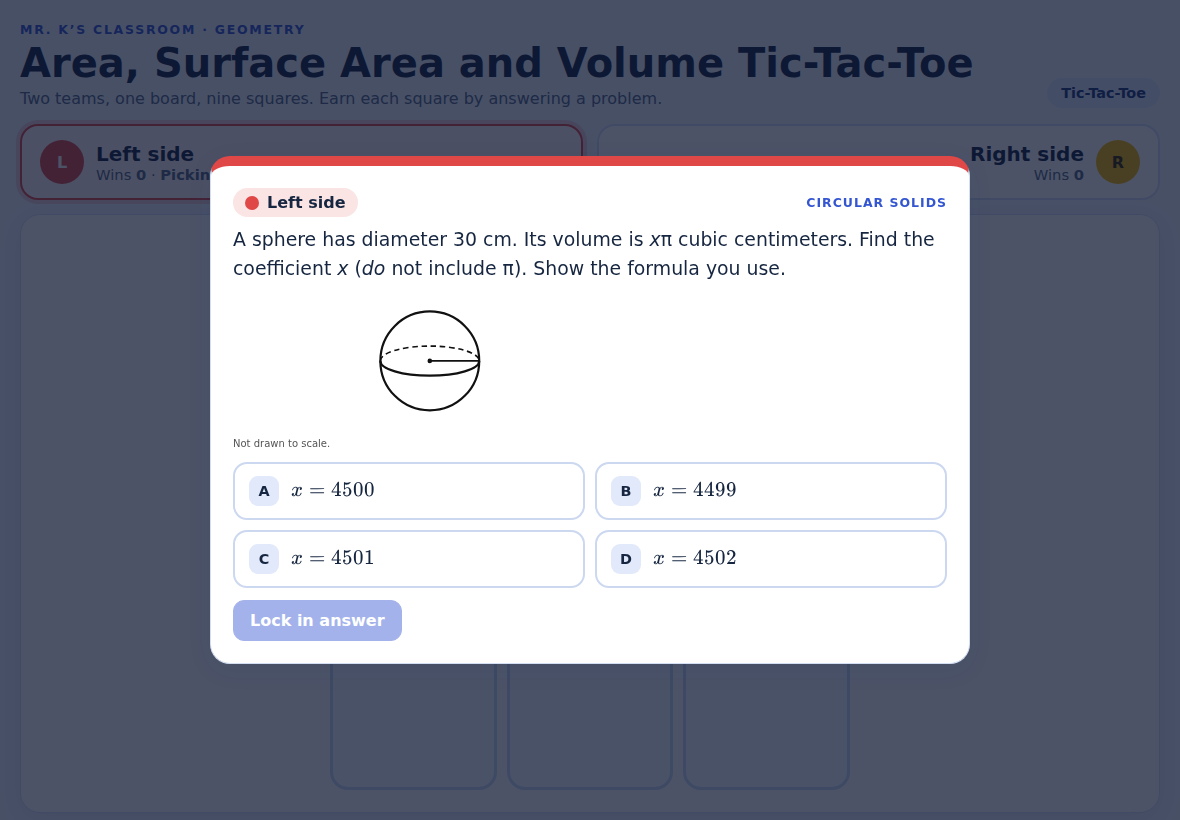 MR. K'S CLASSROOM · GEOMETRY
Area, Surface Area and Volume Tic-Tac-Toe
Two teams, one board, nine squares. Earn each square by answering a problem.
Tic-Tac-Toe
L
Left side
Wins 0 · Pickin
Right side
Wins 0
R
Left side
CIRCULAR SOLIDS
A sphere has diameter 30 cm. Its volume is xπ cubic centimeters. Find the
coefficient x (do not include π). Show the formula you use.
Not drawn to scale.
A x = 4500
B x = 4499
C x = 4501
D x = 4502
Lock in answer